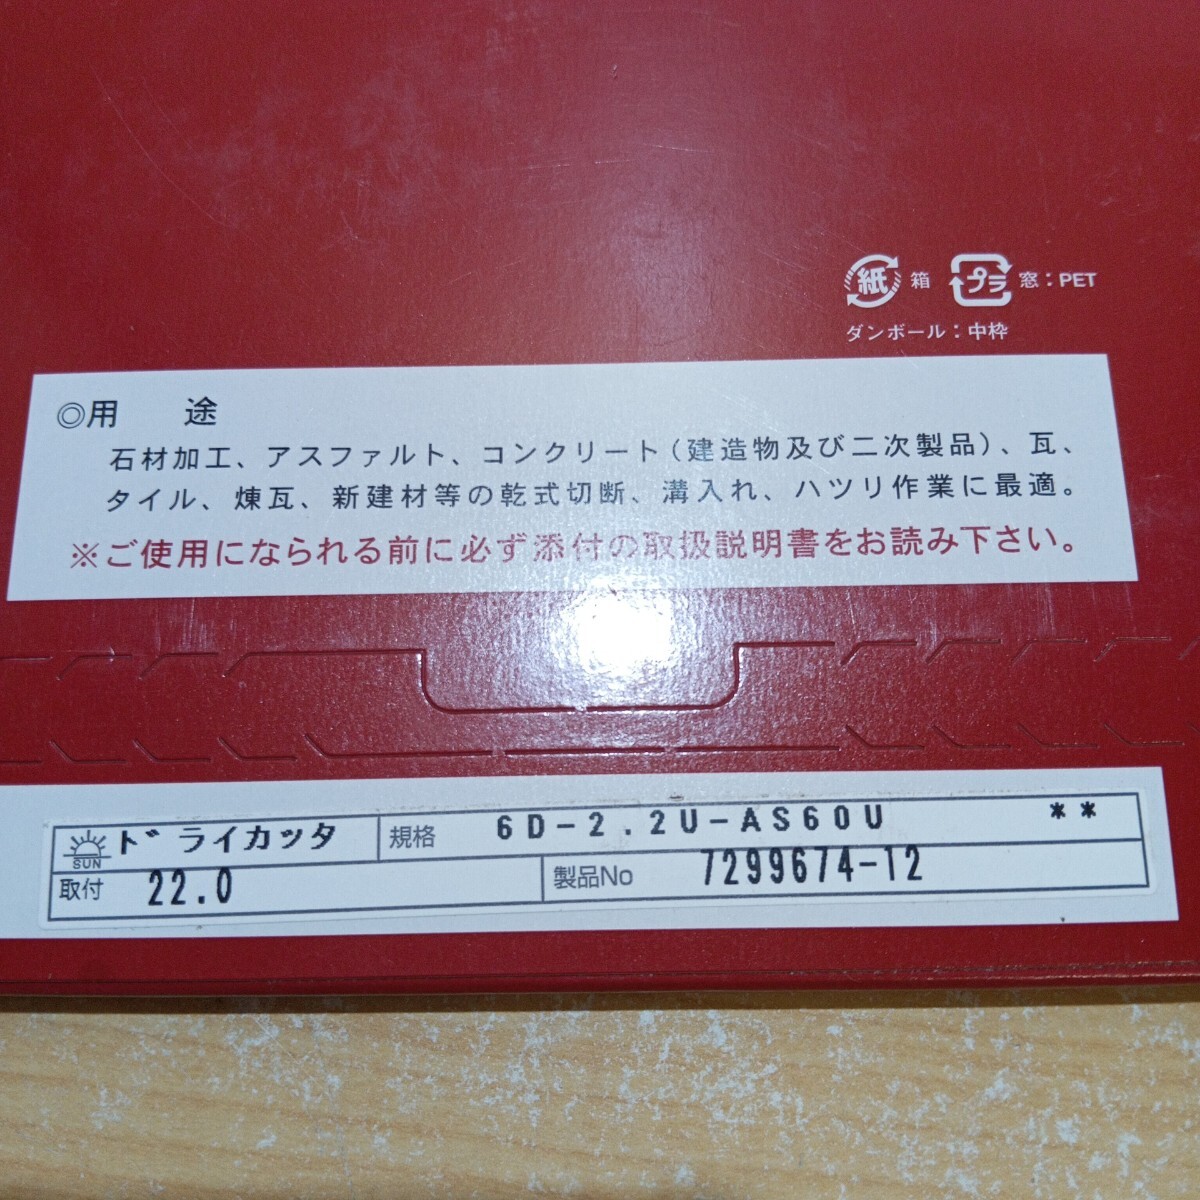 紙 箱 プラ 窓：PET
ダンボール：中枠
◎用　途
石材加工、アスファルト、コンクリート（建造物及び二次製品）、瓦、
タイル、煉瓦、新建材等の乾式切断、溝入れ、ハツリ作業に最適。
※ご使用になられる前に必ず添付の取扱説明書をお読み下さい。
SUN ドライカッタ 規格 6D-2.2U-AS60U **
取付 22.0 製品No 7299674-12